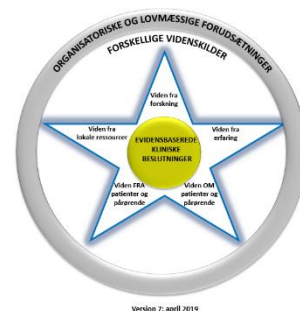 ORGANISATORISKE OG LOVMÆSSIGE FORUDSÆTNINGER
FORSKELLIGE VIDENSKILDER
Viden fra
forskning
Viden fra
lokale ressourcer
EVIDENSBASEREDE
KLINISKE
BESLUTNINGER
Viden fra
erfaring
Viden FRA
patienter og
pårørende
Viden OM
patienter og
pårørende
Version 7: april 2019